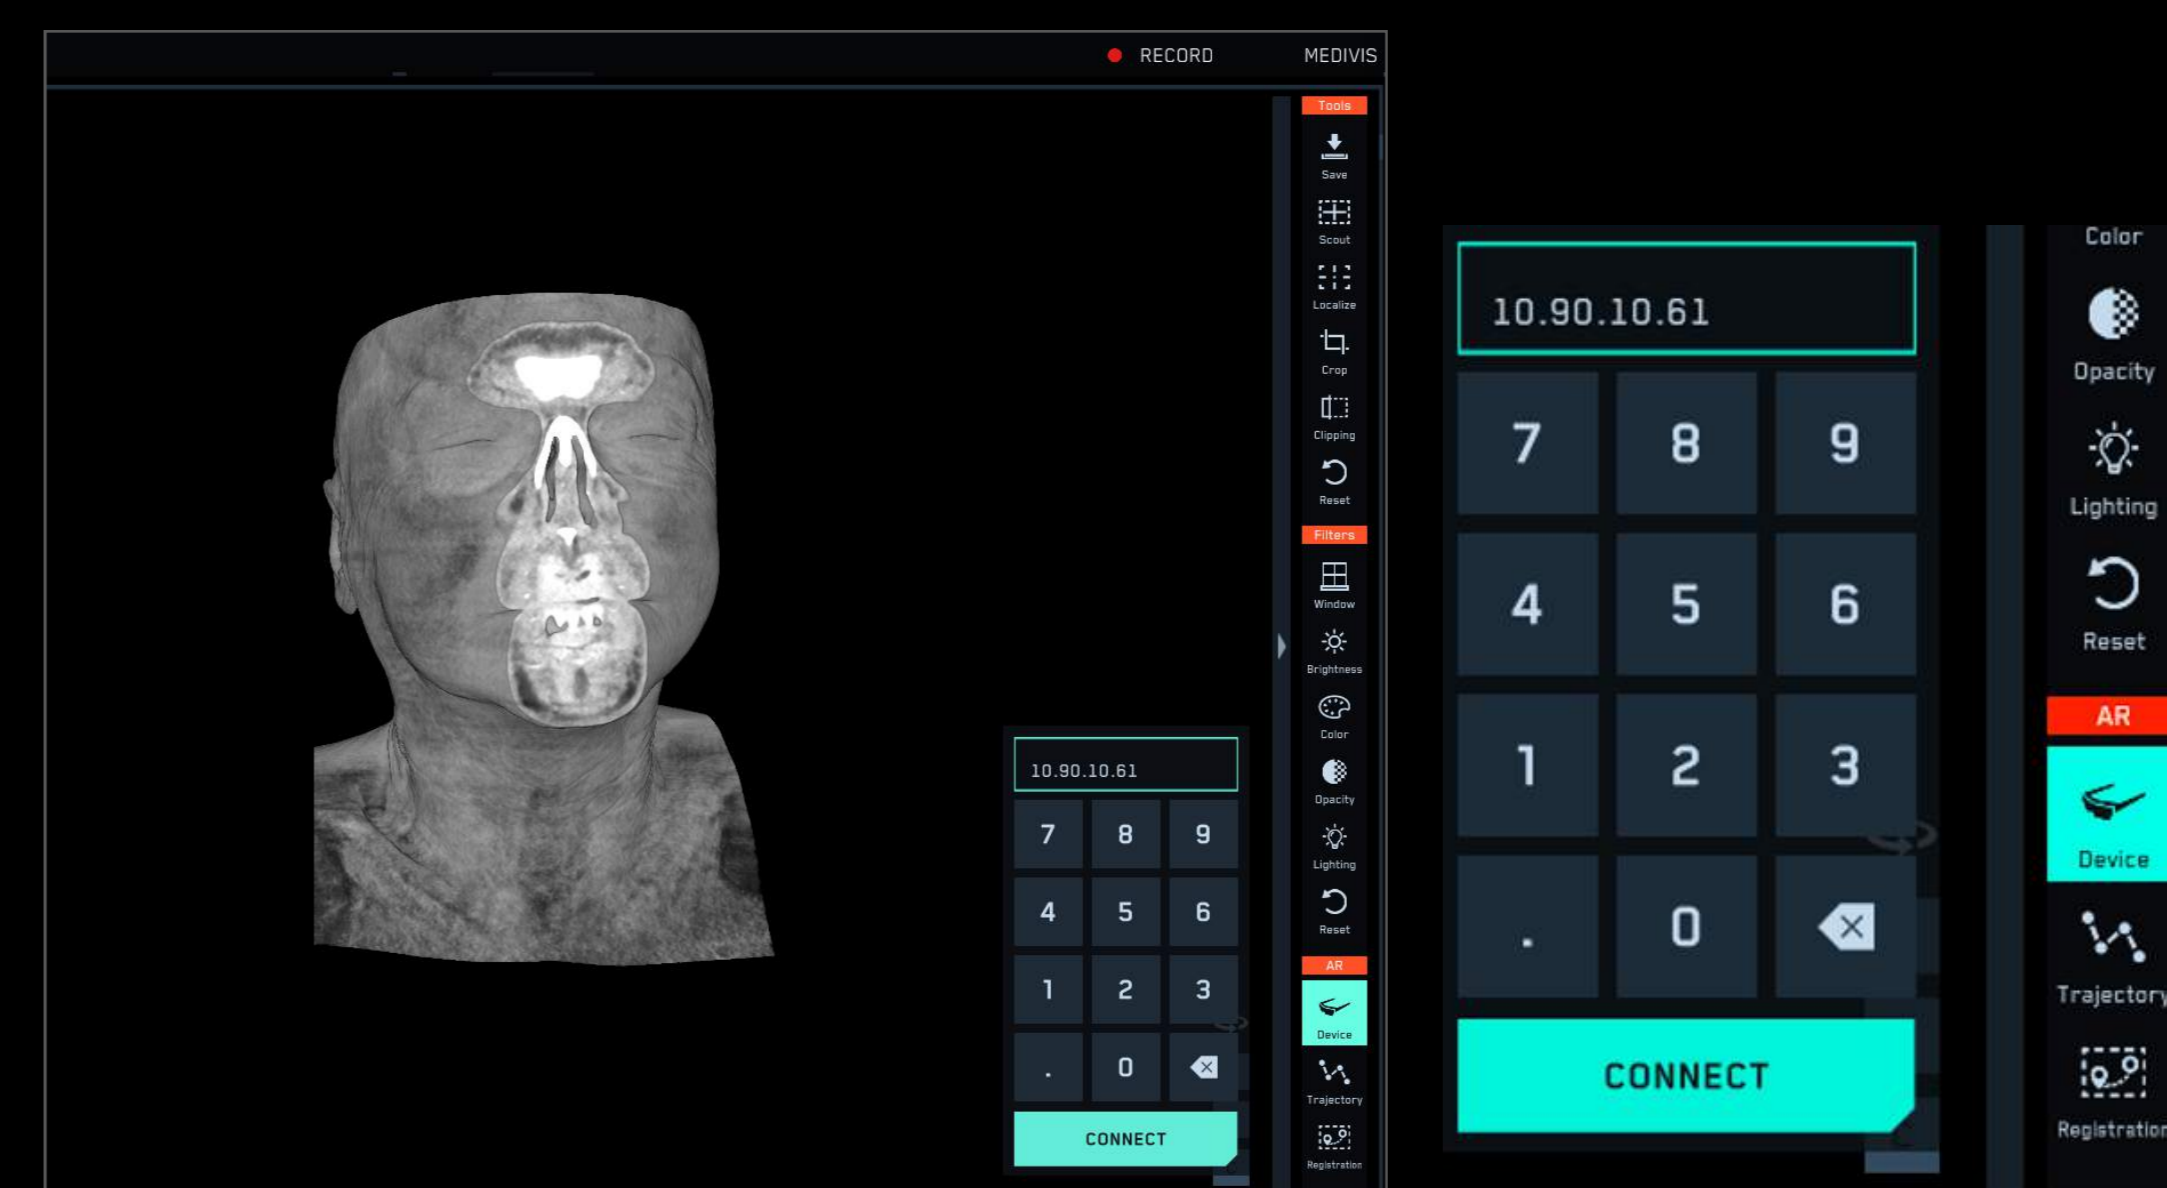 RECORD MEDIVIS
Tools
Save
Scout
Localize
Crop
Clipping
Reset
Filters
Window
Brightness
Color
Opacity
Lighting
Reset
AR
Device
Trajectory
Registration
10.90.10.61
7 8 9
4 5 6
1 2 3
. 0
CONNECT
10.90.10.61
7 8 9
4 5 6
1 2 3
. 0
CONNECT
Color
Opacity
Lighting
Reset
AR
Device
Trajectory
Registration